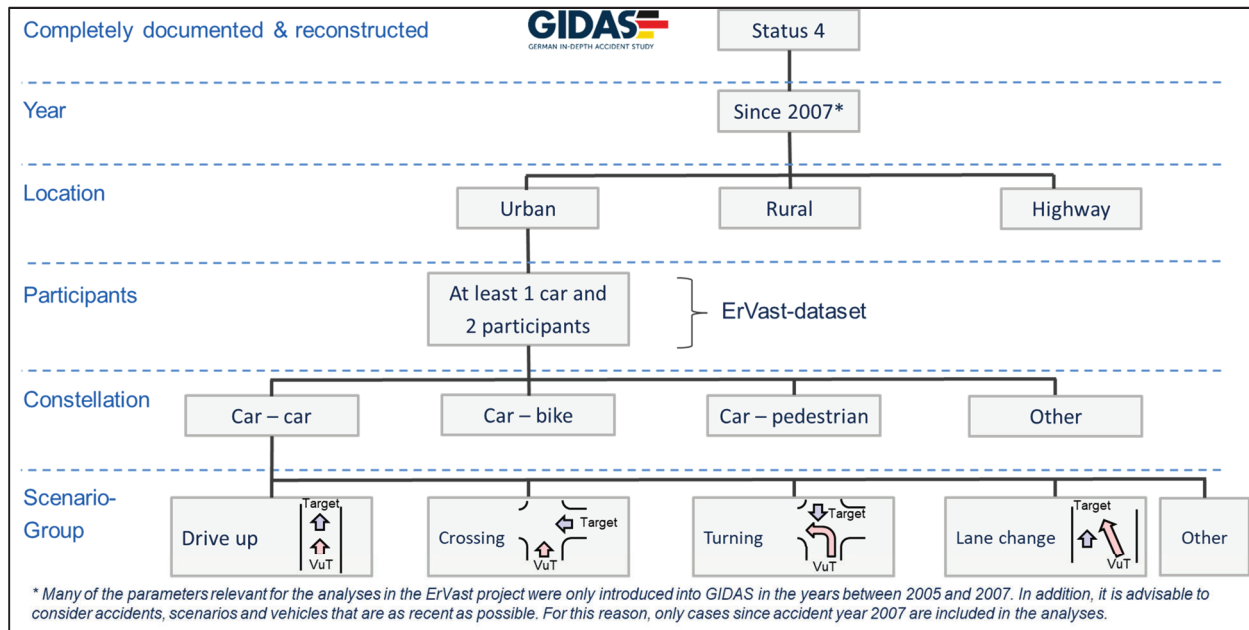 Completely documented & reconstructed
GIDAS
GERMAN IN-DEPTH ACCIDENT STUDY
Status 4
Year
Since 2007*
Location
Urban
Rural
Highway
Participants
At least 1 car and
2 participants
ErVast-dataset
Constellation
Car – car
Car – bike
Car – pedestrian
Other
Scenario-
Group
Drive up
Target
VuT
Crossing
Target
VuT
Turning
Target
VuT
Lane change
Target
VuT
Other
* Many of the parameters relevant for the analyses in the ErVast project were only introduced into GIDAS in the years between 2005 and 2007. In addition, it is advisable to
consider accidents, scenarios and vehicles that are as recent as possible. For this reason, only cases since accident year 2007 are included in the analyses.